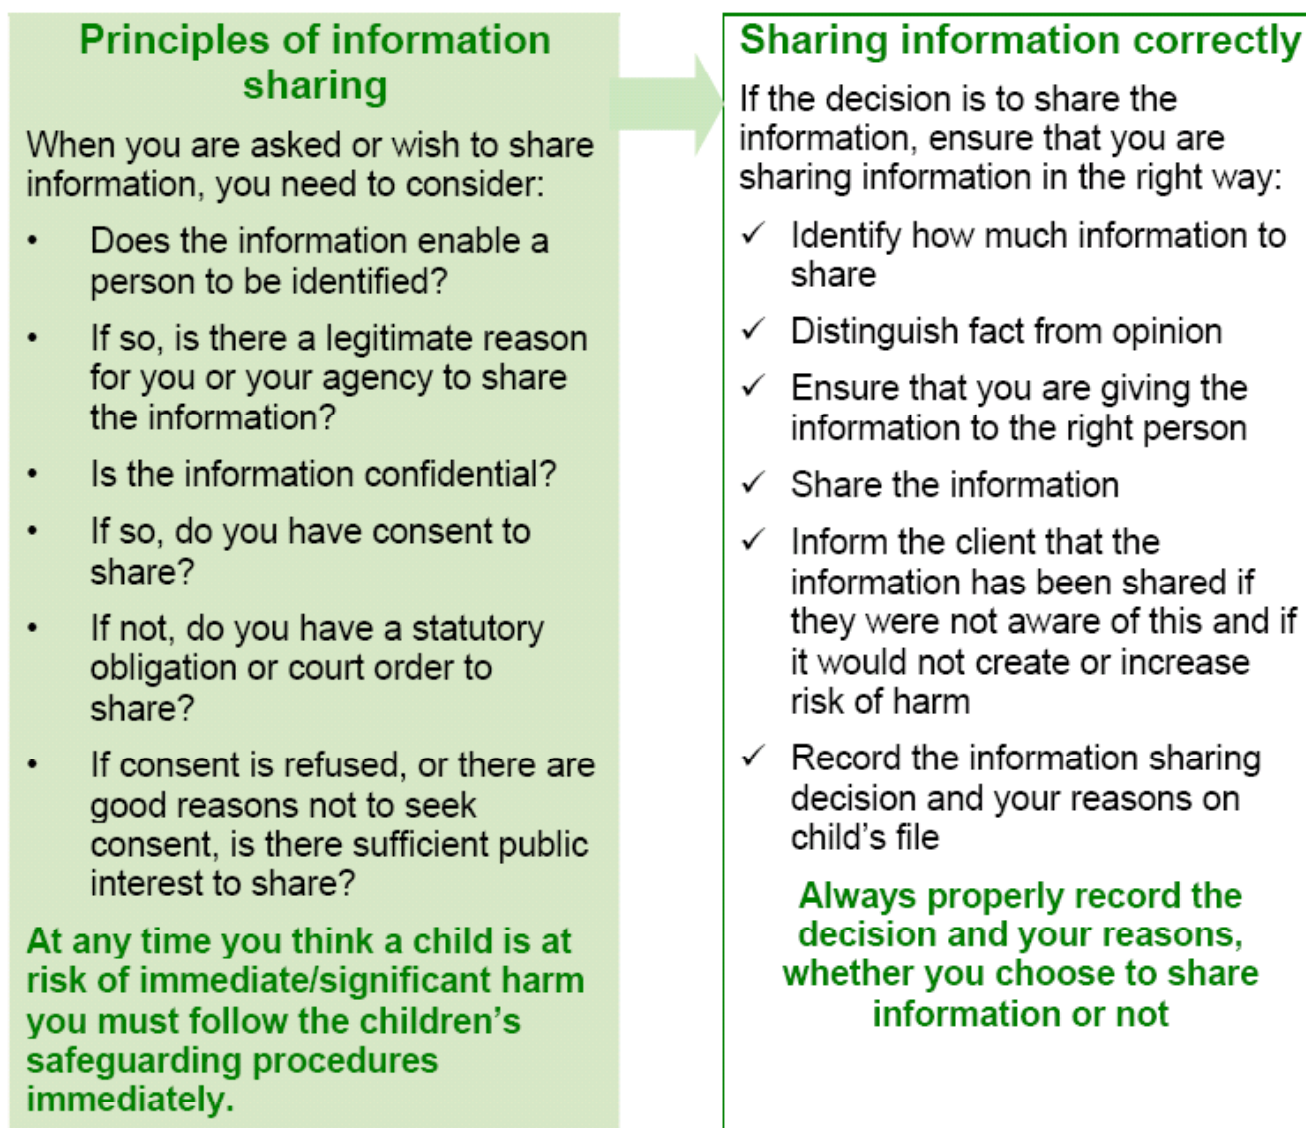 Principles of information
sharing
When you are asked or wish to share
information, you need to consider:
• Does the information enable a
person to be identified?
• If so, is there a legitimate reason
for you or your agency to share
the information?
• Is the information confidential?
• If so, do you have consent to
share?
• If not, do you have a statutory
obligation or court order to
share?
• If consent is refused, or there are
good reasons not to seek
consent, is there sufficient public
interest to share?
At any time you think a child is at
risk of immediate/significant harm
you must follow the children's
safeguarding procedures
immediately.
Sharing information correctly
If the decision is to share the
information, ensure that you are
sharing information in the right way:
✓ Identify how much information to
share
✓ Distinguish fact from opinion
✓ Ensure that you are giving the
information to the right person
✓ Share the information
✓ Inform the client that the
information has been shared if
they were not aware of this and if
it would not create or increase
risk of harm
✓ Record the information sharing
decision and your reasons on
child's file
Always properly record the
decision and your reasons,
whether you choose to share
information or not